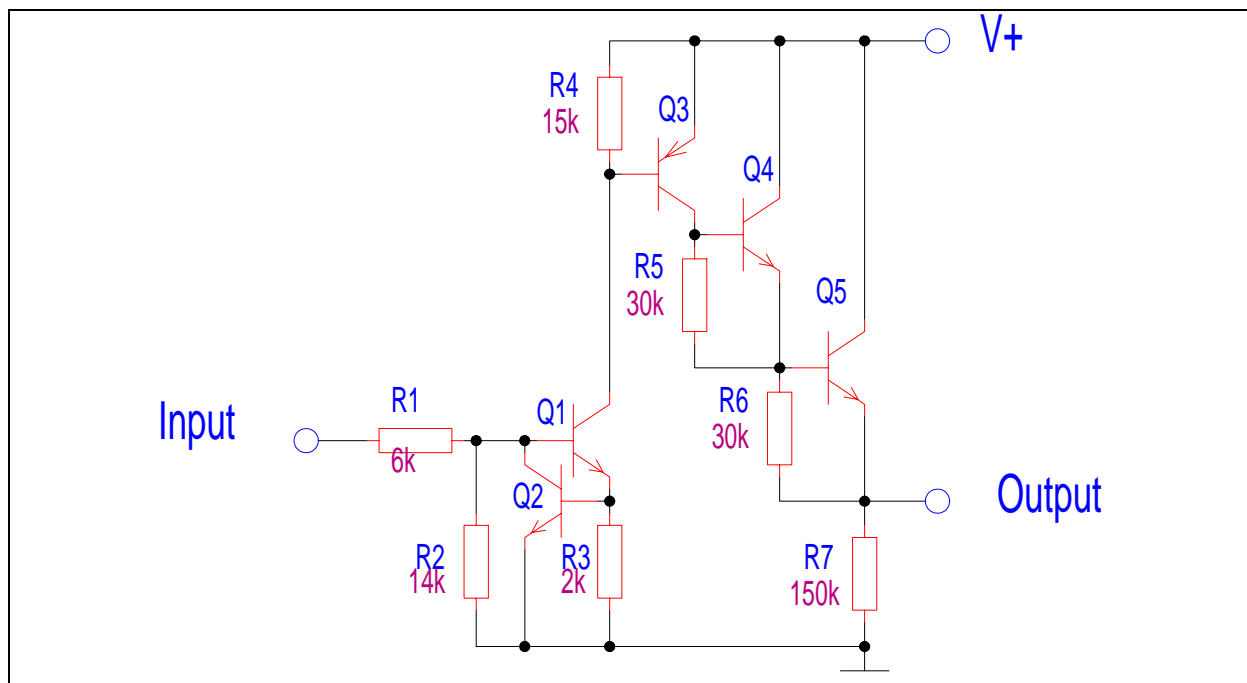 V+
R4
15k
Q3
Q4
R5
30k
Q5
Input
R1
6k
Q1
R6
30k
Q2
Output
R2
14k
R3
2k
R7
150k